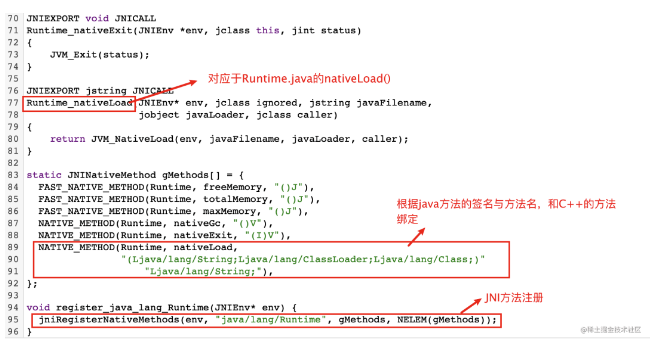 70 JNIEXPORT void JNICALL
71 Runtime_nativeExit(JNIEnv *env, jclass this, jint status)
72 {
73     JVM_Exit(status);
74 }
75
76 JNIEXPORT jstring JNICALL
对应于Runtime.java的nativeLoad()
77 Runtime_nativeLoad JNIEnv* env, jclass ignored, jstring javaFilename,
78                    jobject javaLoader, jclass caller)
79 {
80     return JVM_NativeLoad(env, javaFilename, javaLoader, caller);
81 }
82
83 static JNINativeMethod gMethods[] = {
84   FAST_NATIVE_METHOD(Runtime, freeMemory, "()J"),
85   FAST_NATIVE_METHOD(Runtime, totalMemory, "()J"),
86   FAST_NATIVE_METHOD(Runtime, maxMemory, "()J"),
87   NATIVE_METHOD(Runtime, nativeGc, "()V"),
88   NATIVE_METHOD(Runtime, nativeExit, "(I)V"),
根据java方法的签名与方法名，和C++的方法
绑定
89   NATIVE_METHOD(Runtime, nativeLoad,
90                 "(Ljava/lang/String;Ljava/lang/ClassLoader;Ljava/lang/Class;)"
91                     "Ljava/lang/String;"),
92 };
93
JNI方法注册
94 void register_java_lang_Runtime(JNIEnv* env) {
95   jniRegisterNativeMethods(env, "java/lang/Runtime", gMethods, NELEM(gMethods));
96 }
@稀土掘金技术社区